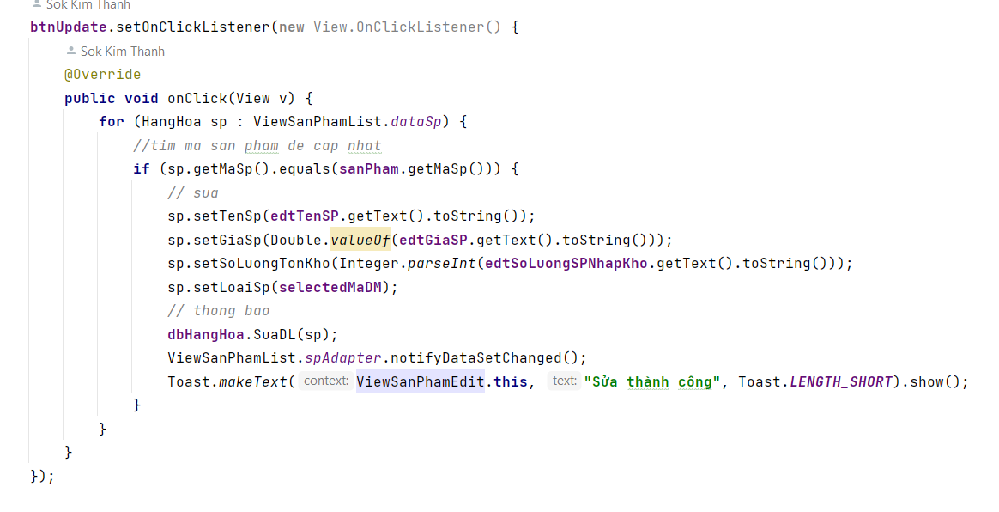 Sok Kim Thanh
btnUpdate.setOnClickListener(new View.OnClickListener() {
Sok Kim Thanh
@Override
public void onClick(View v) {
for (HangHoa sp : ViewSanPhamList.dataSp) {
//tim ma san pham de cap nhat
if (sp.getMaSp().equals(sanPham.getMaSp())) {
// sua
sp.setTenSp(edtTenSP.getText().toString());
sp.setGiaSp(Double.valueOf(edtGiaSP.getText().toString()));
sp.setSoLuongTonKho(Integer.parseInt(edtSoLuongSPNhapKho.getText().toString()));
sp.setLoaiSp(selectedMaDM);
// thong bao
dbHangHoa.SuaDL(sp);
ViewSanPhamList.spAdapter.notifyDataSetChanged();
Toast.makeText( context: ViewSanPhamEdit.this, text: "Sửa thành công", Toast.LENGTH_SHORT).show();
}
}
}
});